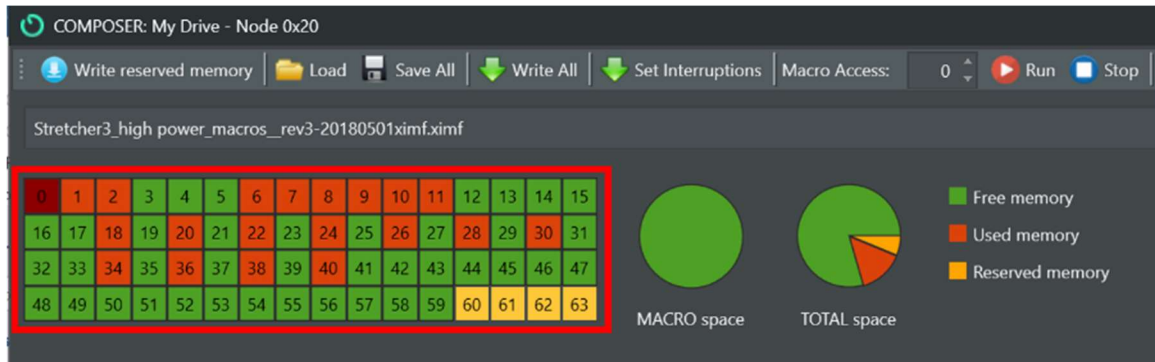 COMPOSER: My Drive - Node 0x20
Write reserved memory Load Save All Write All Set Interruptions Macro Access: 0 Run Stop
Stretcher3_high power_macros__rev3-20180501ximf.ximf
0 1 2 3 4 5 6 7 8 9 10 11 12 13 14 15
16 17 18 19 20 21 22 23 24 25 26 27 28 29 30 31
32 33 34 35 36 37 38 39 40 41 42 43 44 45 46 47
48 49 50 51 52 53 54 55 56 57 58 59 60 61 62 63
MACRO space
TOTAL space
Free memory
Used memory
Reserved memory